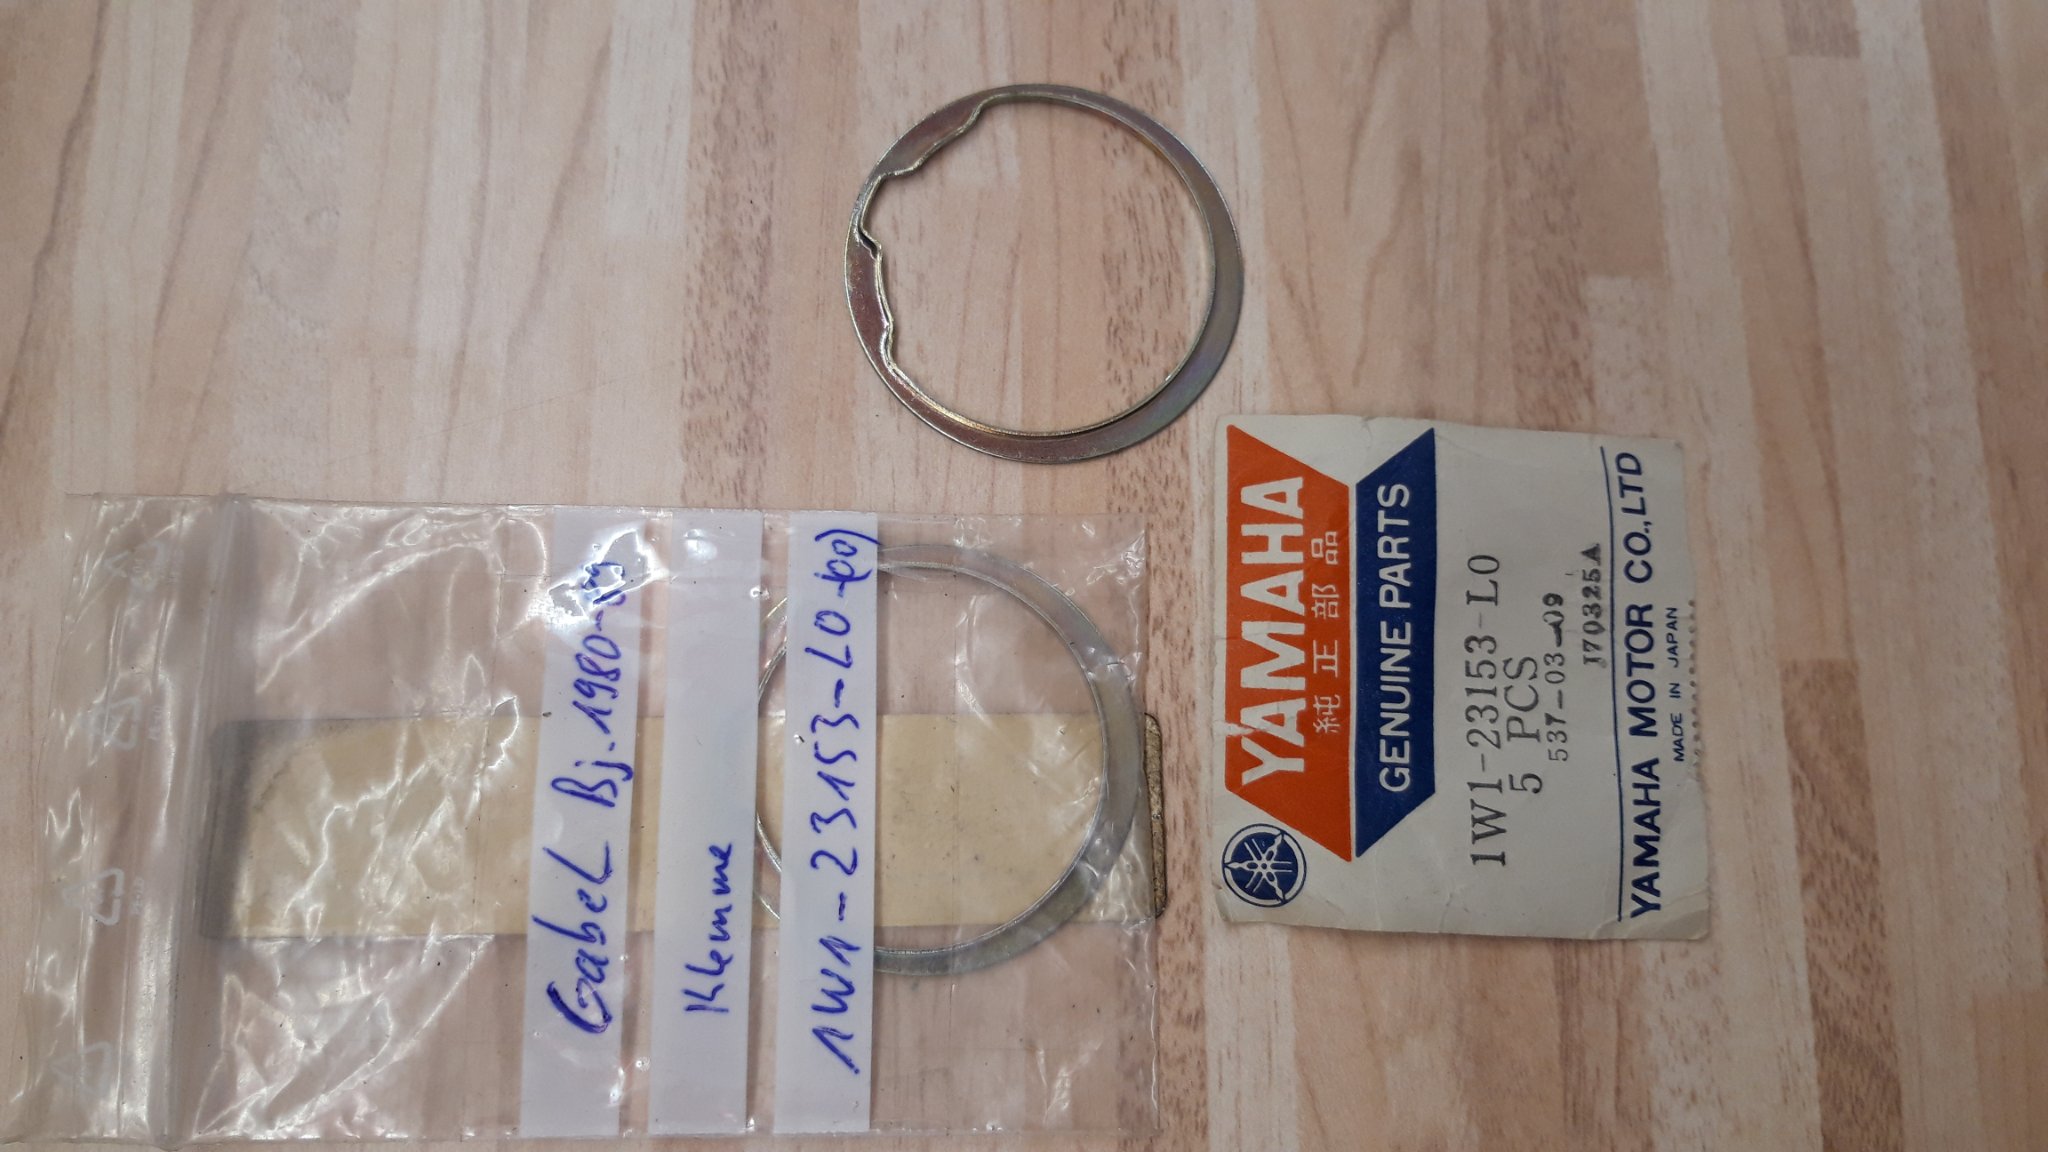 Gabel Bj. 1980-
Klemme
1W1-23153-L0-(00)
YAMAHA
純正部品
GENUINE PARTS
1W1-23153-L0
5 PCS
537-03-09
J70325A
YAMAHA MOTOR CO.,LTD
MADE IN JAPAN